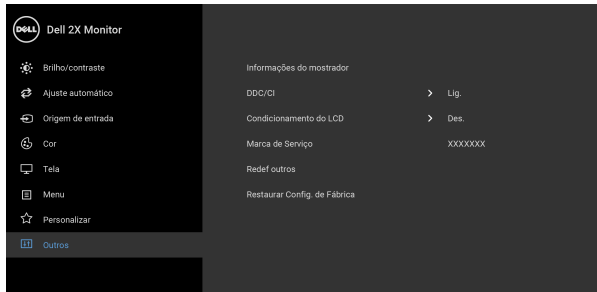 DELL Dell 2X Monitor
Brilho/contraste
Ajuste automático
Origem de entrada
Cor
Tela
Menu
Personalizar
Outros
Informações do mostrador
DDC/CI Lig.
Condicionamento do LCD Des.
Marca de Serviço XXXXXXX
Redef outros
Restaurar Config. de Fábrica